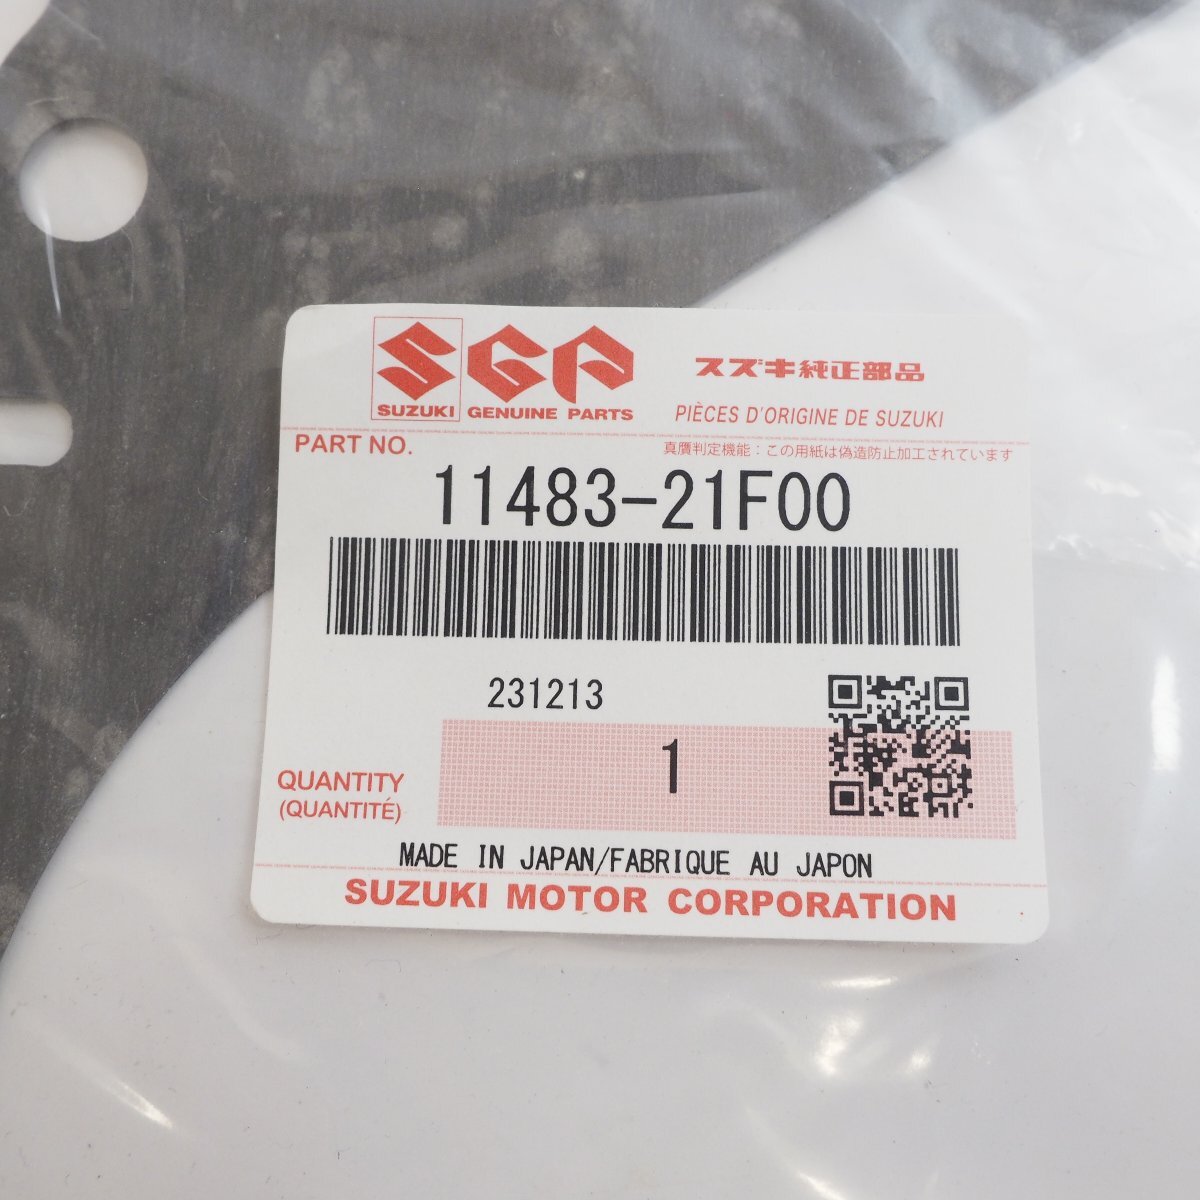 SGP
SUZUKI GENUINE PARTS
スズキ純正部品
PIÈCES D'ORIGINE DE SUZUKI
PART NO.
真贋判定機能：この用紙は偽造防止加工されています
11483-21F00
231213
QUANTITY
(QUANTITÉ)
1
MADE IN JAPAN/FABRIQUE AU JAPON
SUZUKI MOTOR CORPORATION